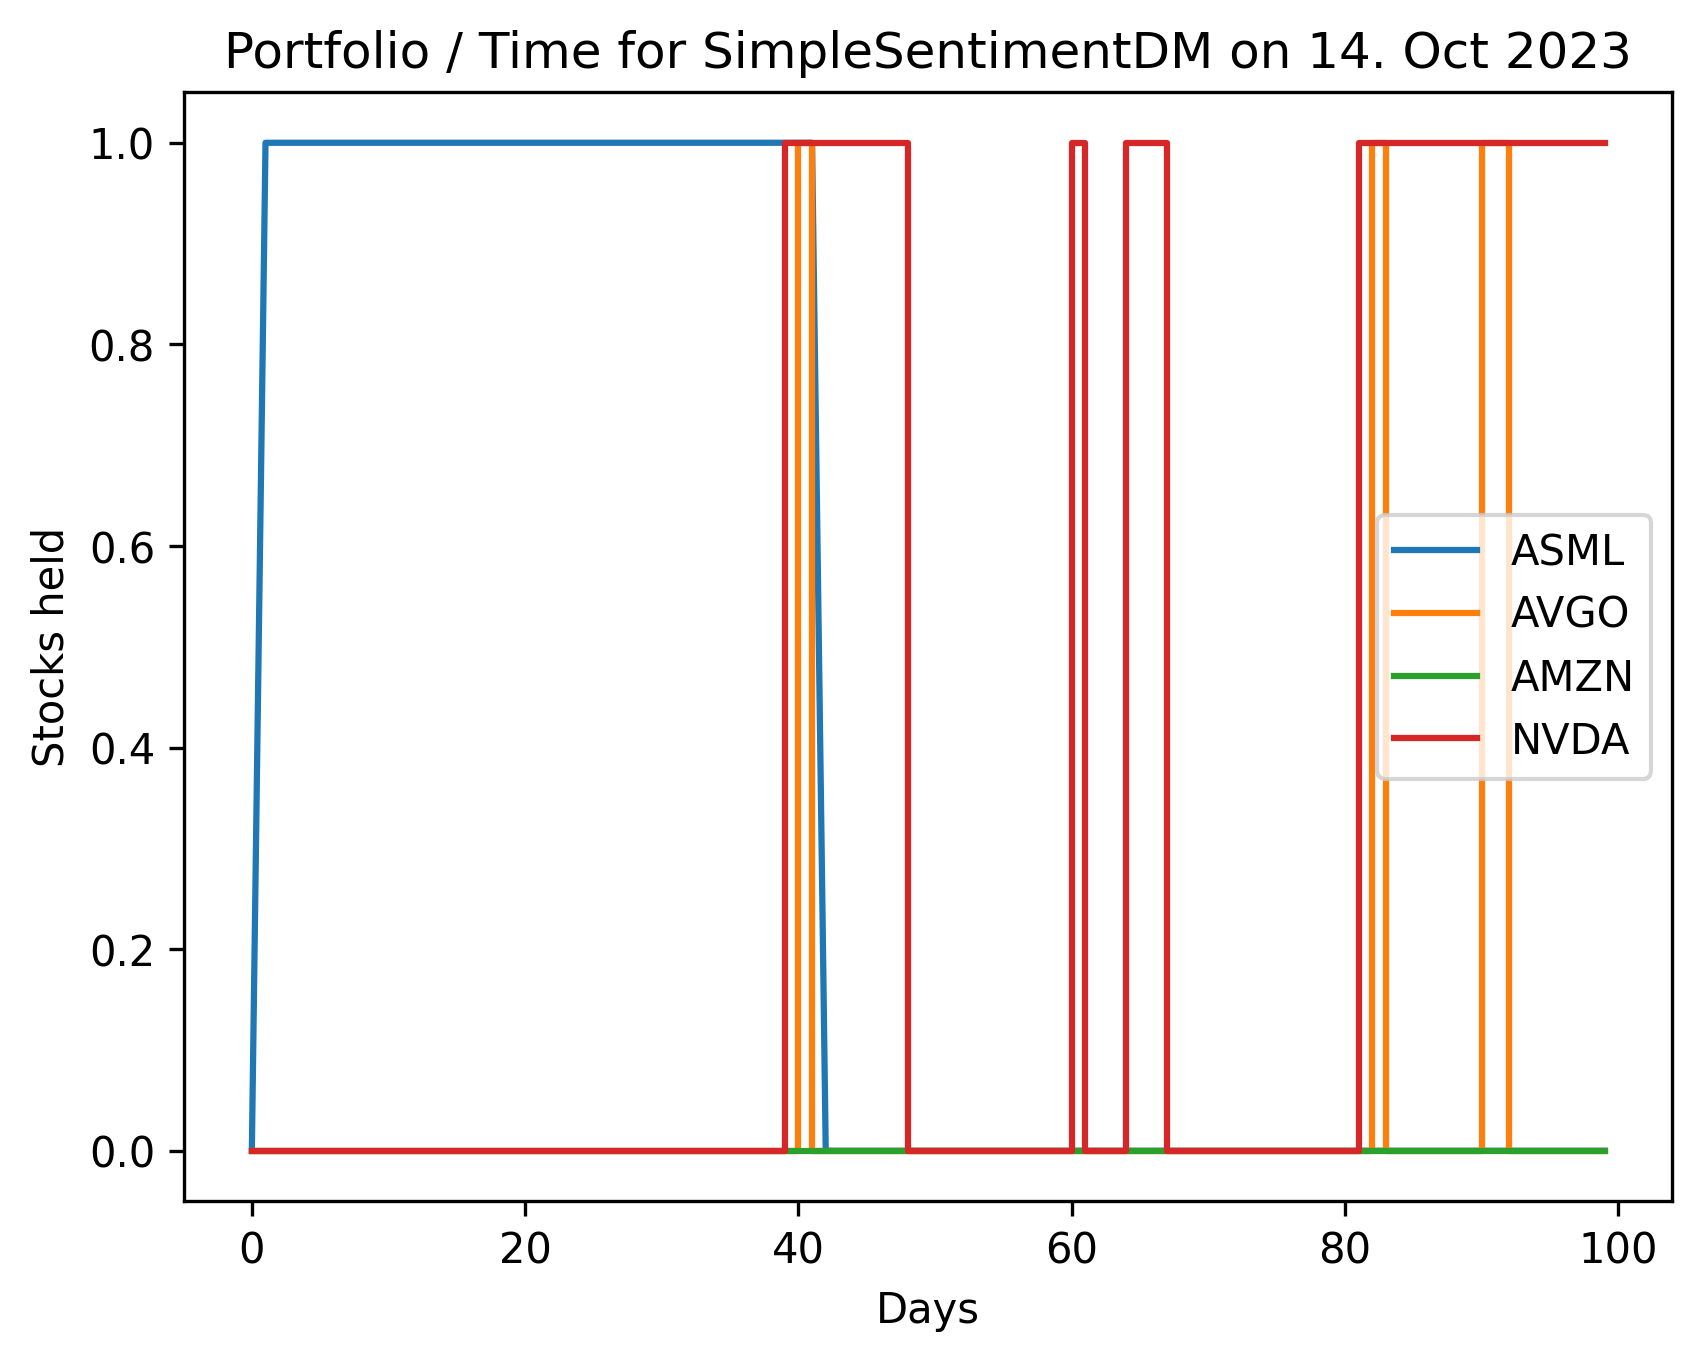 Portfolio / Time for SimpleSentimentDM on 14. Oct 2023
1.0
0.8
0.6
0.4
0.2
0.0
Stocks held
ASML
AVGO
AMZN
NVDA
0 20 40 60 80 100
Days